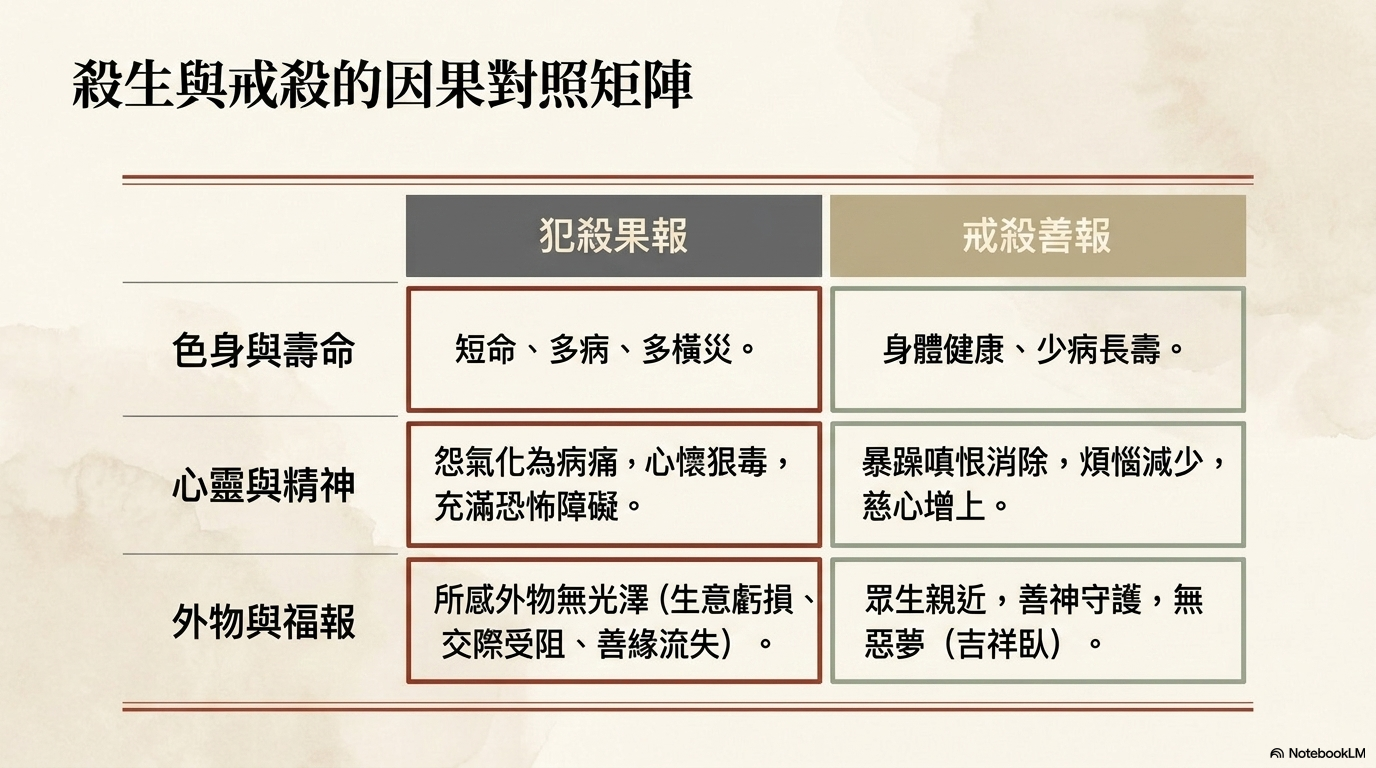 殺生與戒殺的因果對照矩陣
犯殺果報
戒殺善報
色身與壽命
短命、多病、多橫災。
身體健康、少病長壽。
心靈與精神
怨氣化為病痛，心懷狠毒，
充滿恐怖障礙。
暴躁嗔恨消除，煩惱減少，
慈心增上。
外物與福報
所感外物無光澤（生意虧損、
交際受阻、善緣流失）。
眾生親近，善神守護，無
惡夢（吉祥臥）。
NotebookLM